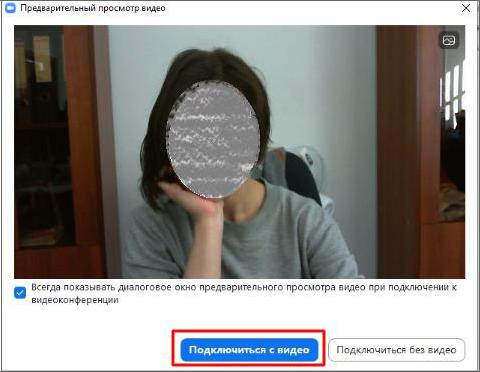 Предварительный просмотр видео
Всегда показывать диалоговое окно предварительного просмотра видео при подключении к
видеоконференции
Подключиться с видео
Подключиться без видео